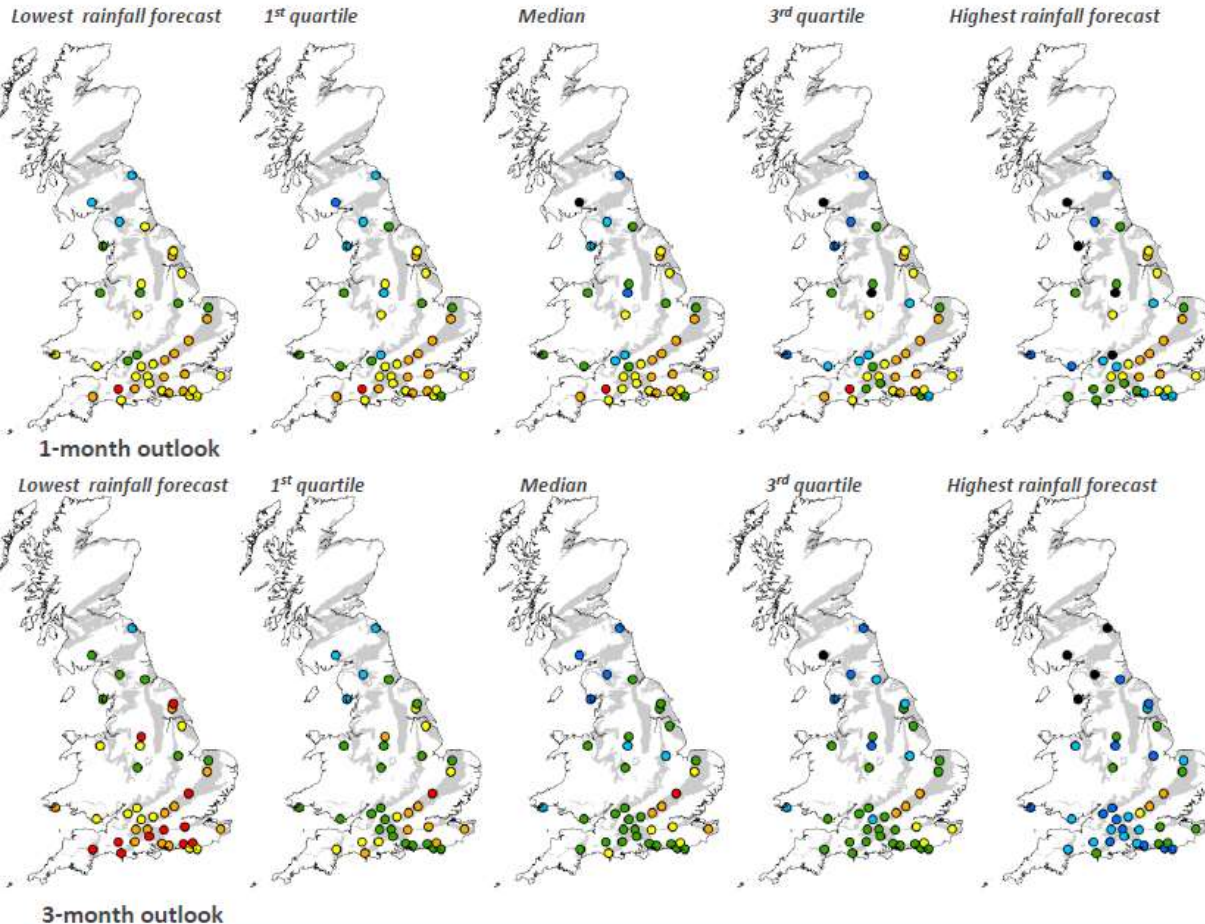 Lowest rainfall forecast 1st quartile Median 3rd quartile Highest rainfall forecast
1-month outlook
Lowest rainfall forecast 1st quartile Median 3rd quartile Highest rainfall forecast
3-month outlook